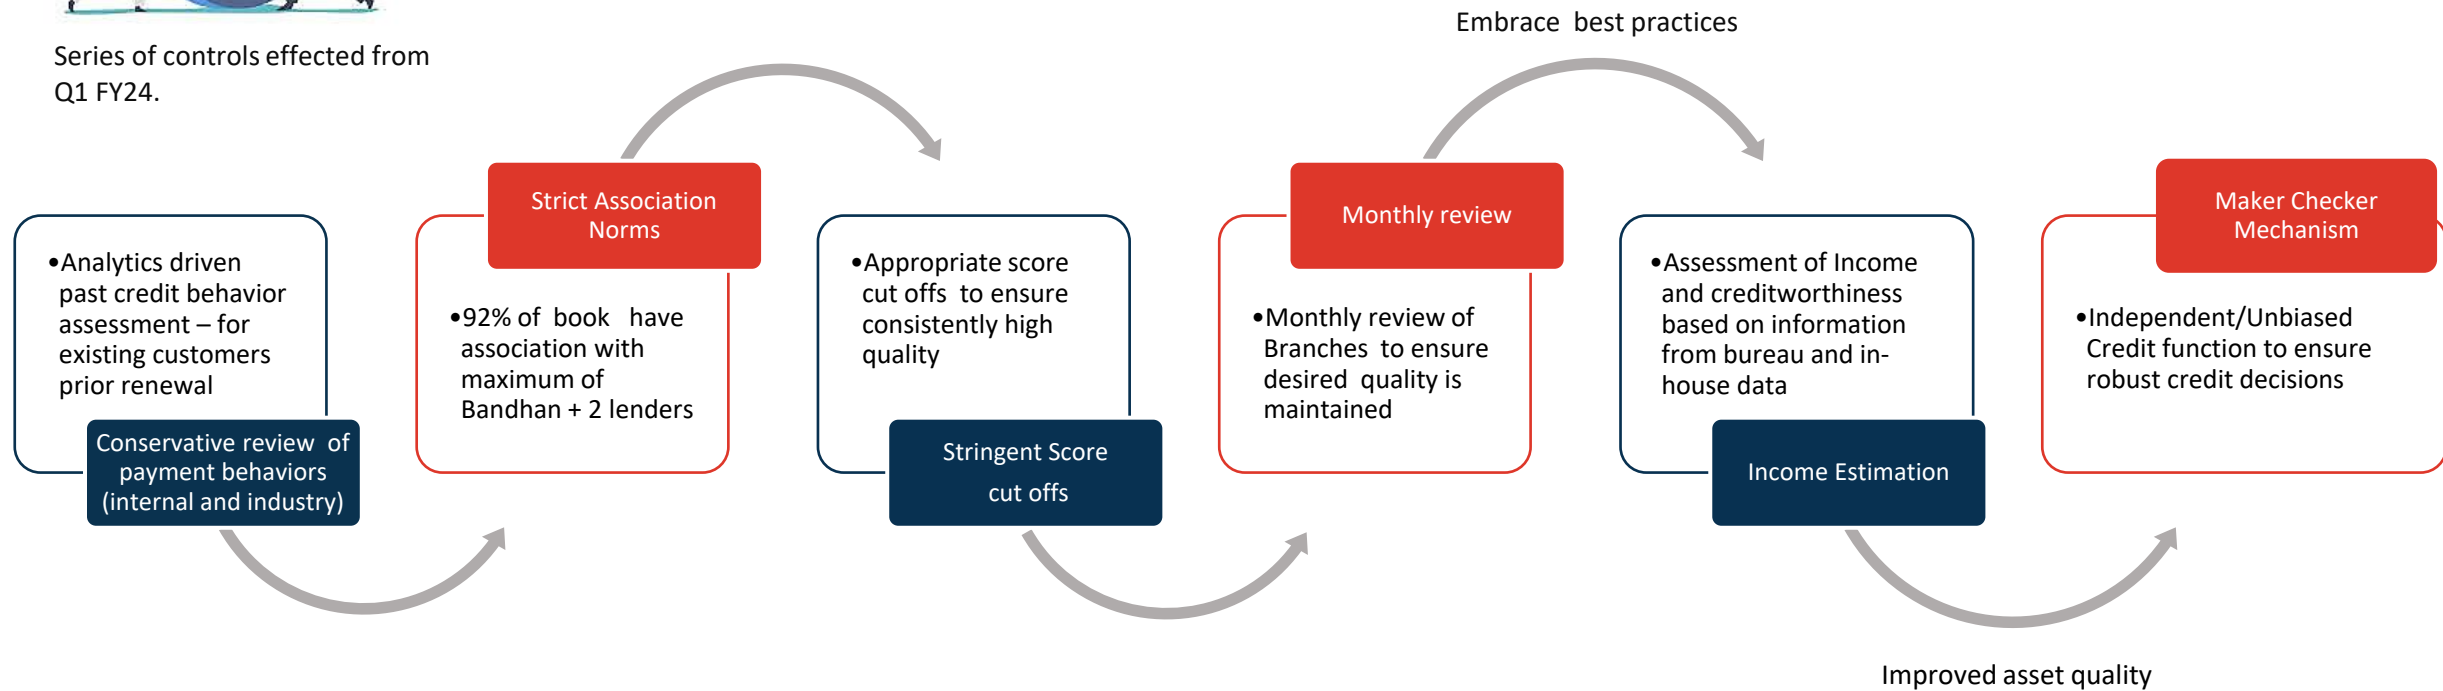 Series of controls effected from
Q1 FY24.
Embrace best practices
•Analytics driven
past credit behavior
assessment – for
existing customers
prior renewal
Conservative review of
payment behaviors
(internal and industry)
Strict Association
Norms
•92% of book have
association with
maximum of
Bandhan + 2 lenders
•Appropriate score
cut offs to ensure
consistently high
quality
Stringent Score
cut offs
Monthly review
•Monthly review of
Branches to ensure
desired quality is
maintained
•Assessment of Income
and creditworthiness
based on information
from bureau and in-
house data
Income Estimation
Maker Checker
Mechanism
•Independent/Unbiased
Credit function to ensure
robust credit decisions
Improved asset quality